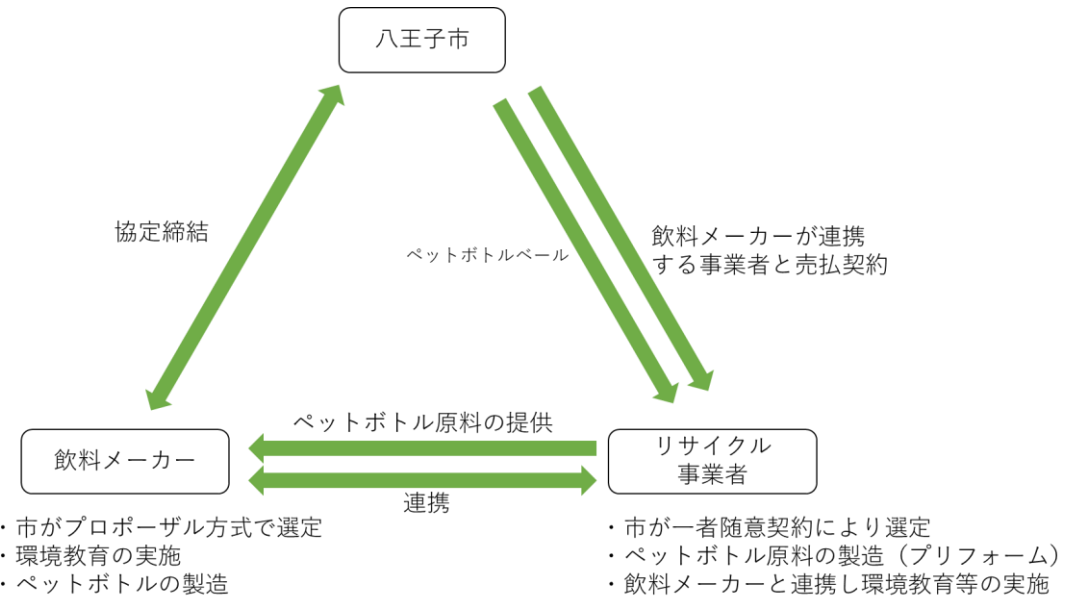 八王子市
協定締結
ペットボトルベール
飲料メーカーが連携
する事業者と売払契約
ペットボトル原料の提供
飲料メーカー
リサイクル
事業者
連携
・市がプロポーザル方式で選定
・環境教育の実施
・ペットボトルの製造
・市が一者随意契約により選定
・ペットボトル原料の製造（プリフォーム）
・飲料メーカーと連携し環境教育等の実施